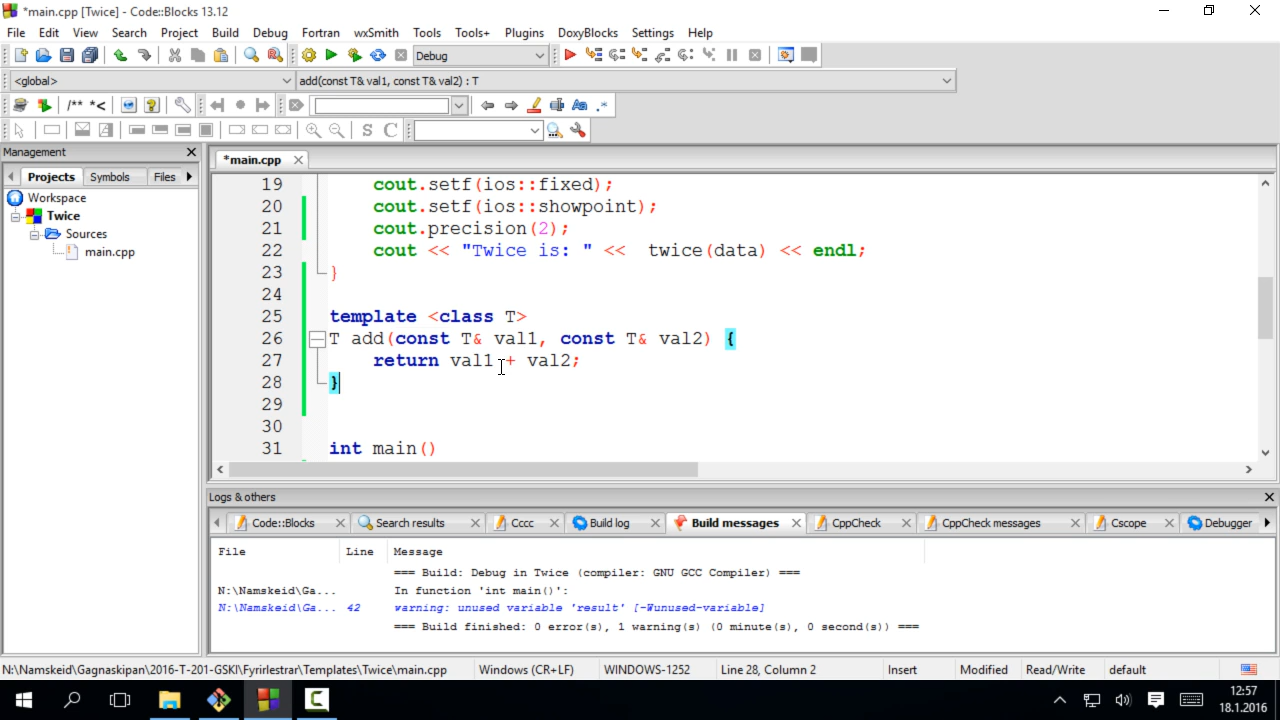 *main.cpp [Twice] - Code::Blocks 13.12
File Edit View Search Project Build Debug Fortran wxSmith Tools Tools+ Plugins DoxyBlocks Settings Help
Debug
<global> add(const T& val1, const T& val2) : T
/** *<
S C
Management
*main.cpp
Projects Symbols Files
Workspace
Twice
Sources
main.cpp
19 cout.setf(ios::fixed);
20 cout.setf(ios::showpoint);
21 cout.precision(2);
22 cout << "Twice is: " << twice(data) << endl;
23 }
24
25 template <class T>
26 T add(const T& val1, const T& val2) {
27 return val1 + val2;
28 }
29
30
31 int main()
Logs & others
Code::Blocks Search results Cccc Build log Build messages CppCheck CppCheck messages Cscope Debugger
File Line Message
=== Build: Debug in Twice (compiler: GNU GCC Compiler) ===
N:\Namskeid\Ga... In function 'int main()':
N:\Namskeid\Ga... 42 warning: unused variable 'result' [-Wunused-variable]
=== Build finished: 0 error(s), 1 warning(s) (0 minute(s), 0 second(s)) ===
N:\Namskeid\Gagnaskipan\2016-T-201-GSKI\Fyrirlestrar\Templates\Twice\main.cpp Windows (CR+LF) WINDOWS-1252 Line 28, Column 2 Insert Modified Read/Write default
12:57
18.1.2016